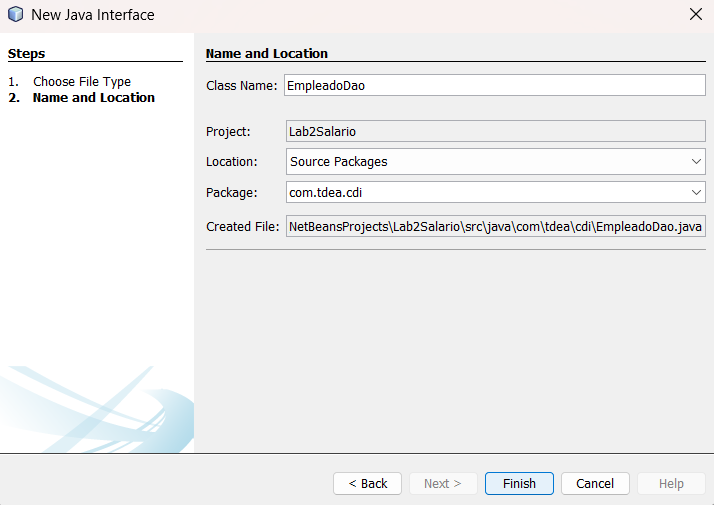 New Java Interface
Steps
1. Choose File Type
2. Name and Location
Name and Location
Class Name: EmpleadoDao
Project: Lab2Salario
Location: Source Packages
Package: com.tdea.cdi
Created File: NetBeansProjects\Lab2Salario\src\java\com\tdea\cdi\EmpleadoDao.java
< Back Next > Finish Cancel Help